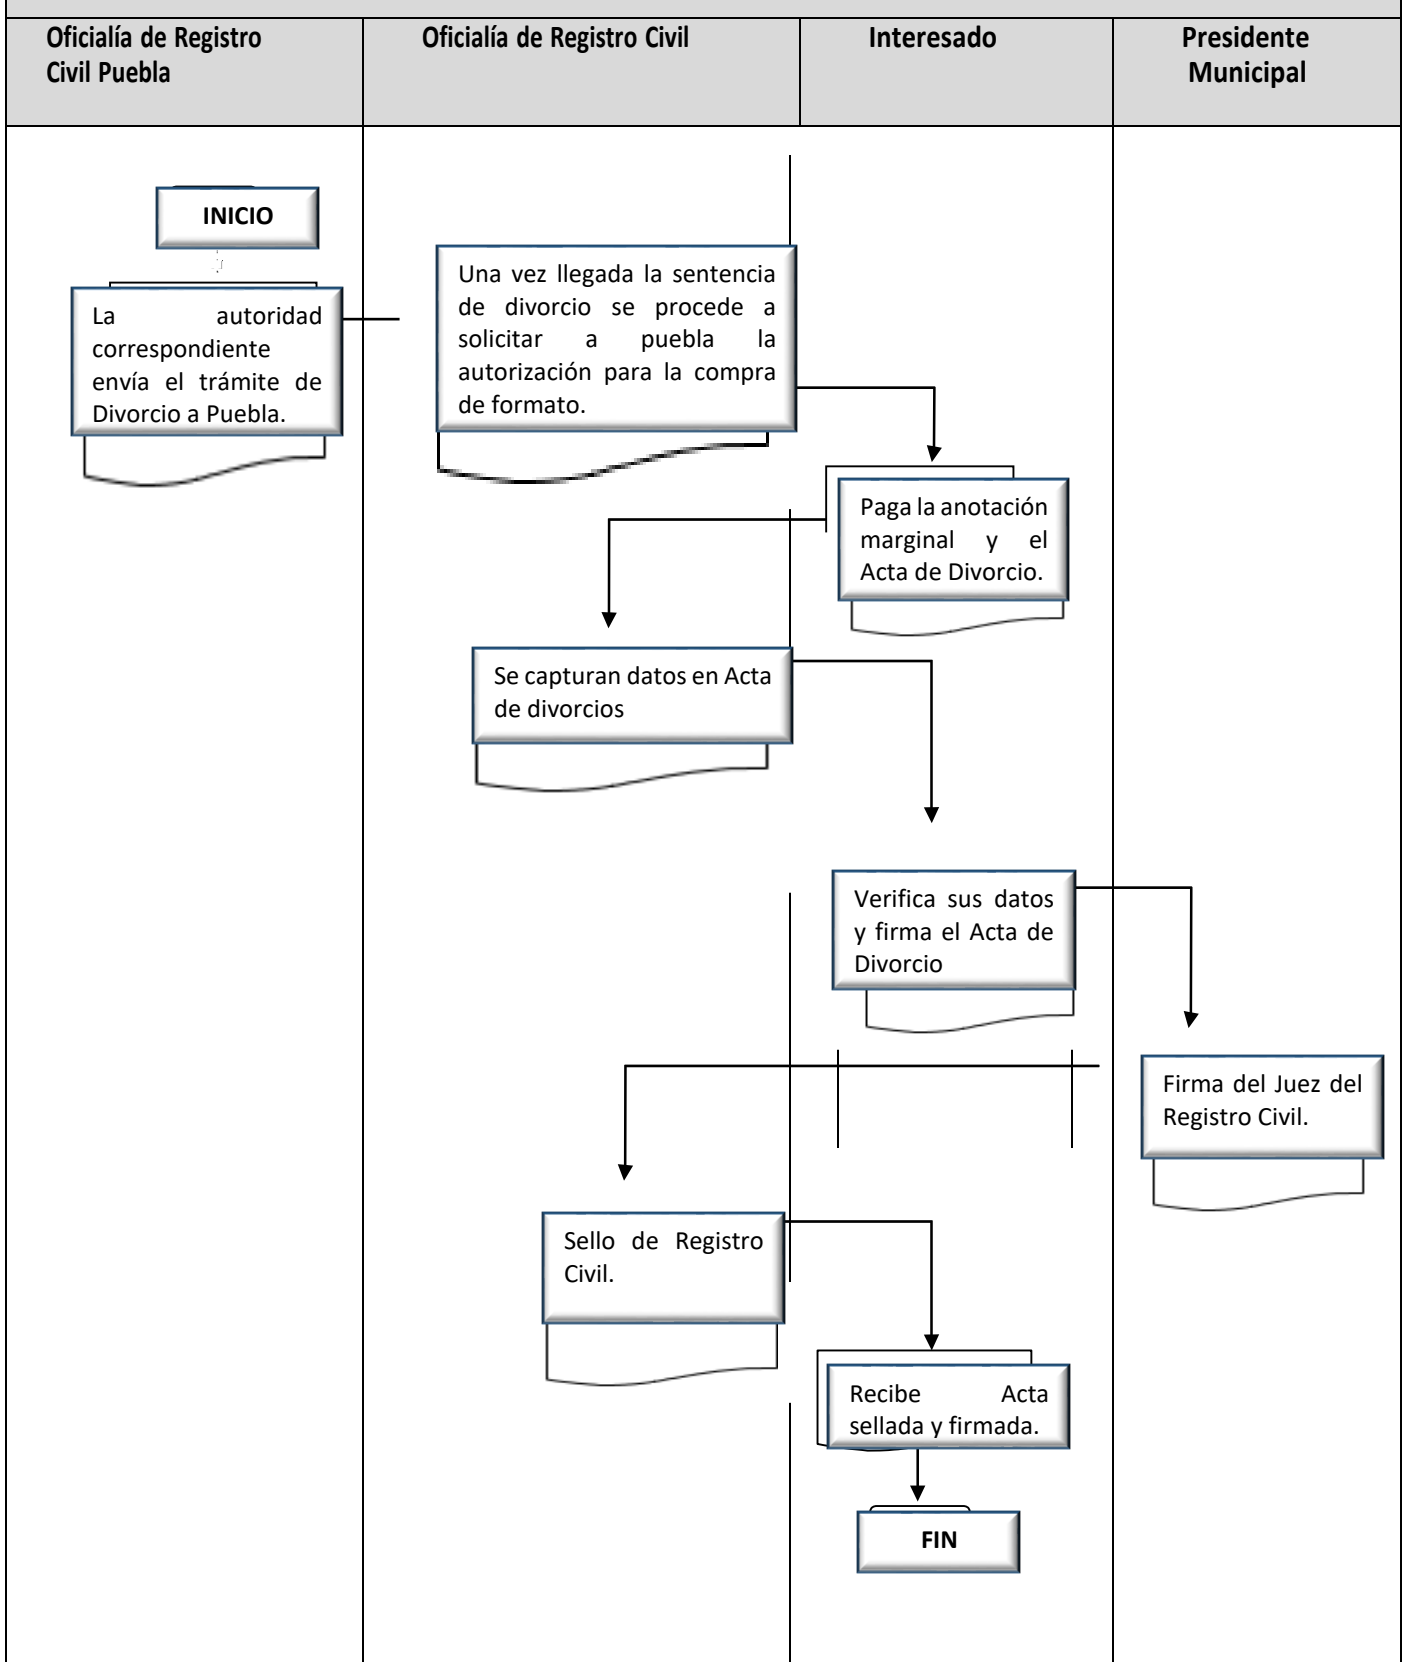 Oficialía de Registro
Civil Puebla
Oficialía de Registro Civil
Interesado
Presidente
Municipal
INICIO
La autoridad
correspondiente
envía el trámite de
Divorcio a Puebla.
Una vez llegada la sentencia
de divorcio se procede a
solicitar a puebla la
autorización para la compra
de formato.
Paga la anotación
marginal y el
Acta de Divorcio.
Se capturan datos en Acta
de divorcios
Verifica sus datos
y firma el Acta de
Divorcio
Firma del Juez del
Registro Civil.
Sello de Registro
Civil.
Recibe Acta
sellada y firmada.
FIN